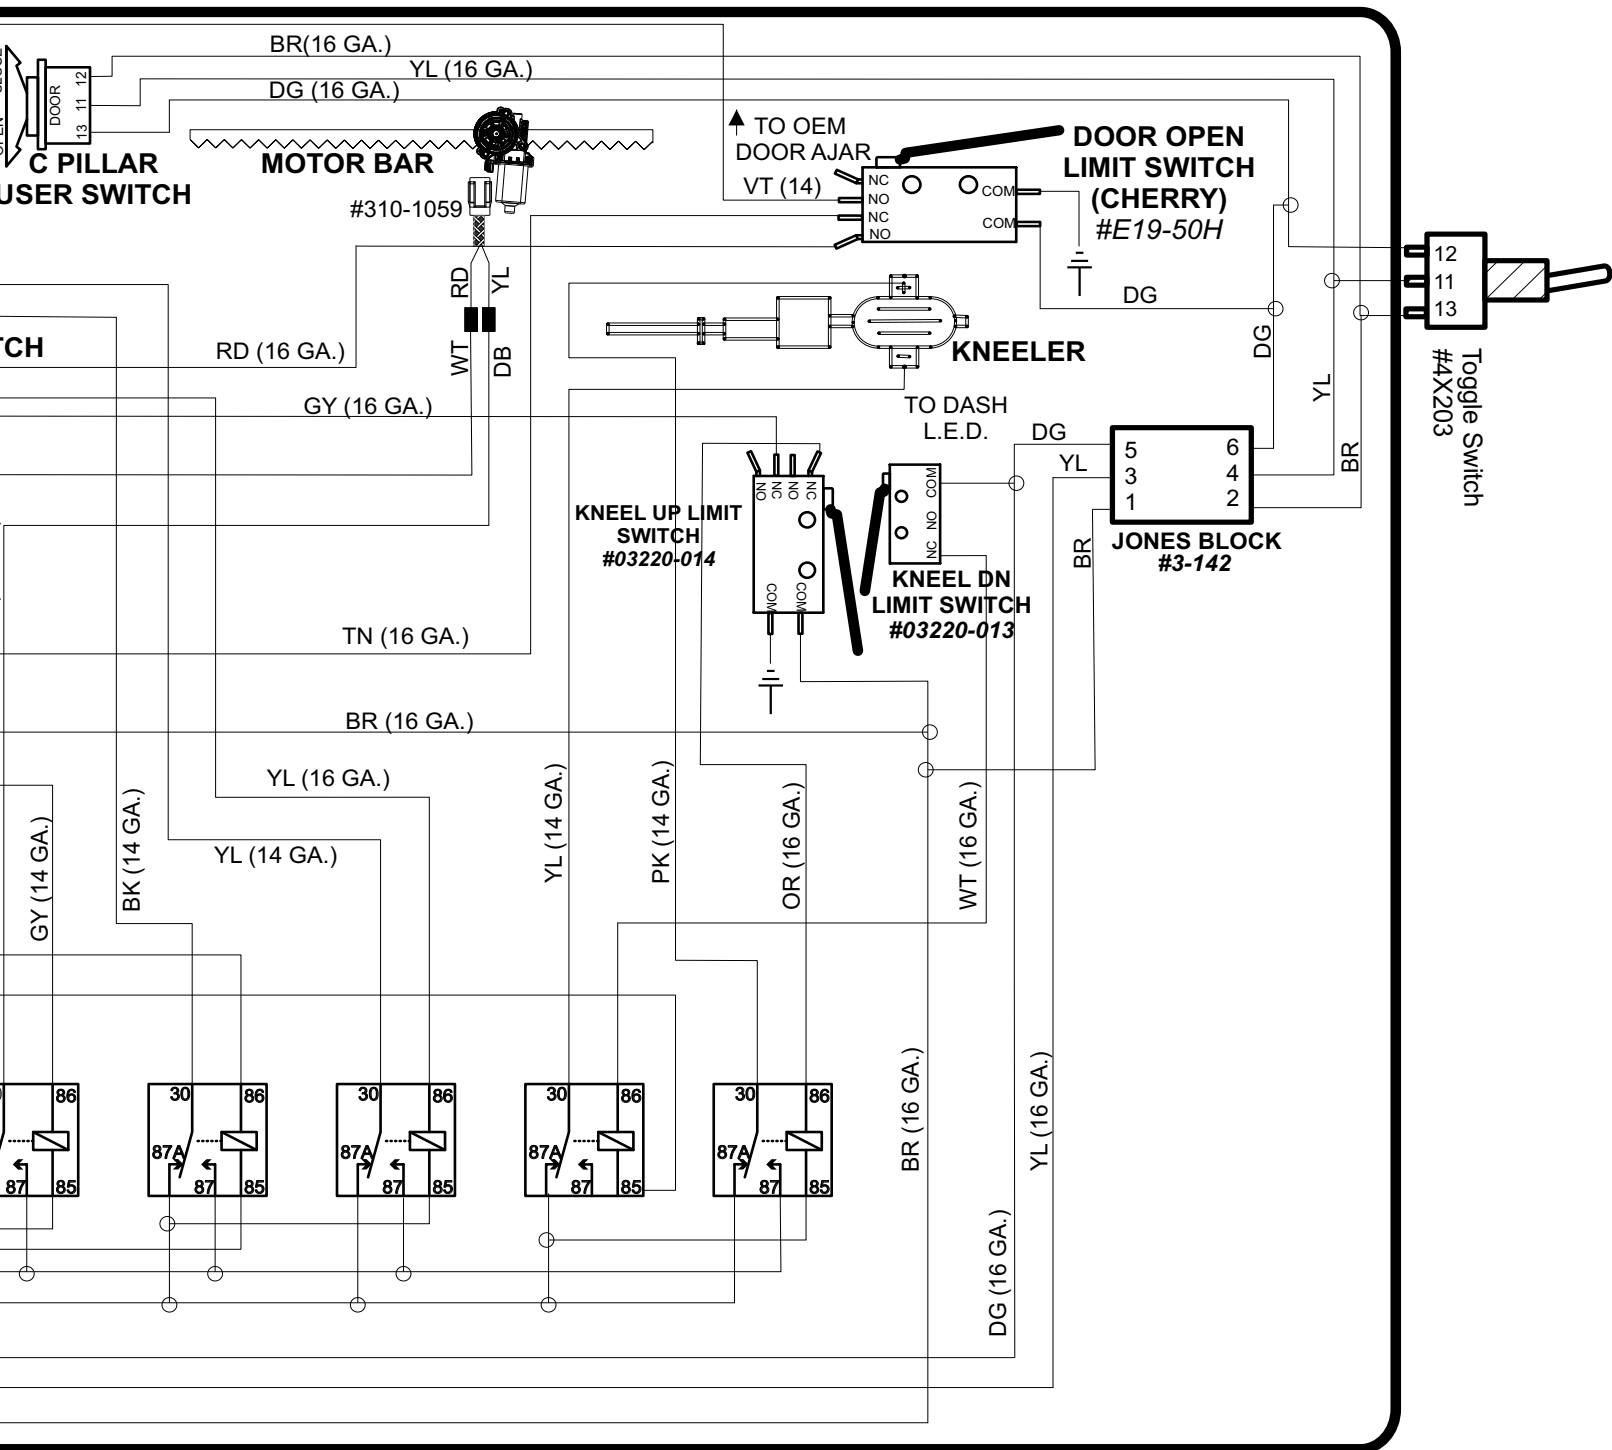 BR(16 GA.)
YL (16 GA.)
DG (16 GA.)
DOOR
12
11
13
C PILLAR
USER SWITCH
MOTOR BAR
#310-1059
TO OEM
DOOR AJAR
VT (14)
NC
NO
NC
NO
COM
COM
DOOR OPEN
LIMIT SWITCH
(CHERRY)
#E19-50H
12
11
13
Toggle Switch
#4X203
RD
YL
WT
DB
DG
DG
YL
BR
TCH
RD (16 GA.)
GY (16 GA.)
KNEELER
TO DASH
L.E.D.
DG
YL
BR
5
3
1
6
4
2
JONES BLOCK
#3-142
NO
NC
NO
NC
COM
COM
KNEEL UP LIMIT
SWITCH
#03220-014
COM
NO
NC
KNEEL DN
LIMIT SWITCH
#03220-013
TN (16 GA.)
BR (16 GA.)
YL (16 GA.)
YL (14 GA.)
GY (14 GA.)
BK (14 GA.)
YL (14 GA.)
PK (14 GA.)
OR (16 GA.)
WT (16 GA.)
BR (16 GA.)
YL (16 GA.)
DG (16 GA.)
86
87
85
30
86
87A
87
85
30
86
87A
87
85
30
86
87A
87
85
30
86
87A
87
85